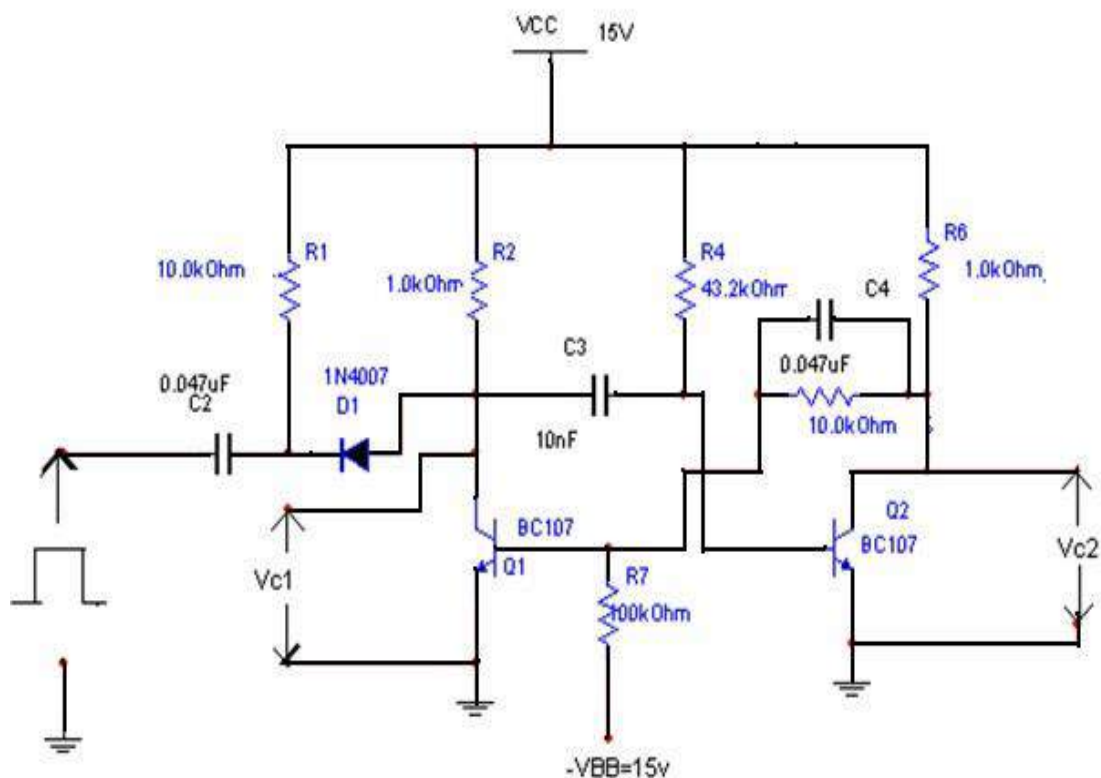 VCC 15V
R1
10.0kOhm
R2
1.0kOhm
R4
43.2kOhm
R6
1.0kOhm
C4
0.047uF
10.0kOhm
C3
10nF
0.047uF
C2
1N4007
D1
BC107
Q1
Q2
BC107
R7
100kOhm
Vc1
Vc2
-VBB=15v